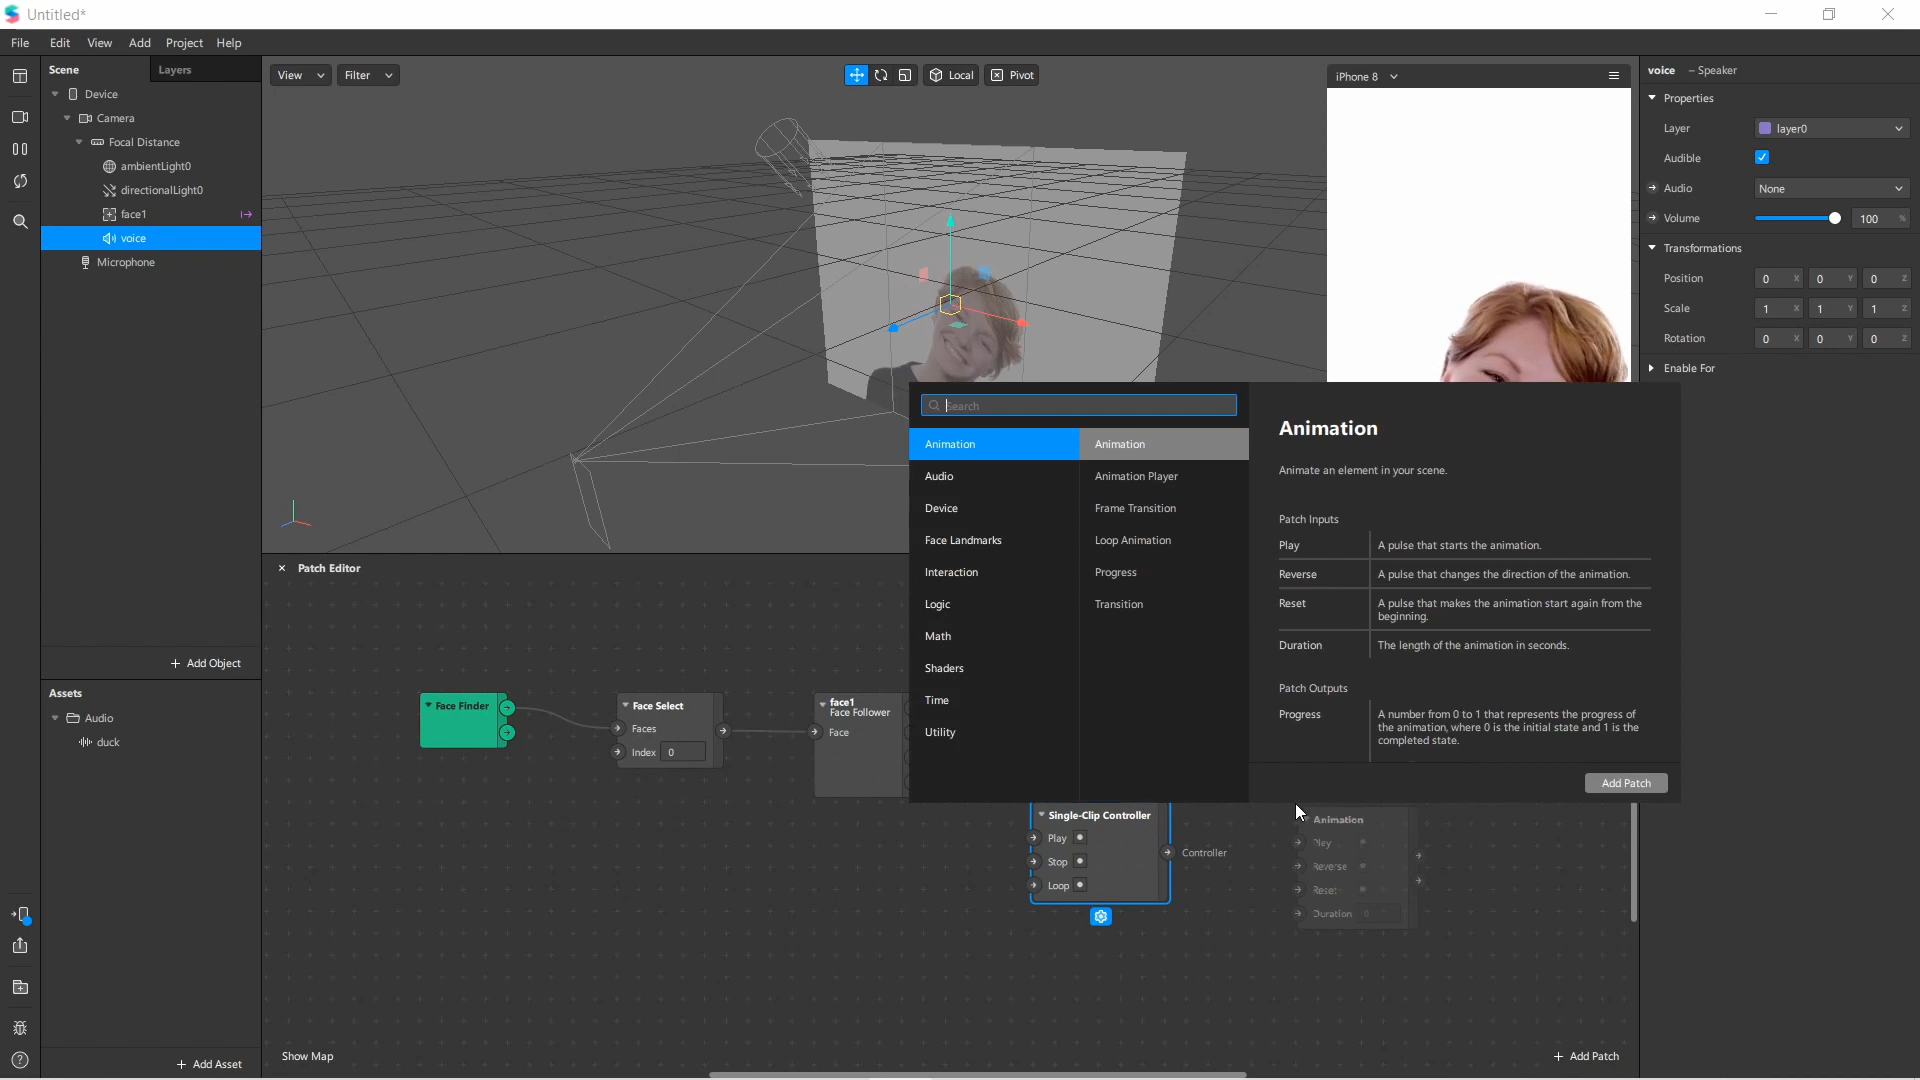 Untitled*
File Edit View Add Project Help
Scene Layers
Device
Camera
Focal Distance
ambientLight0
directionalLight0
face1
voice
Microphone
+ Add Object
Assets
Audio
duck
+ Add Asset
View Filter
Local Pivot
iPhone 8
Patch Editor
Face Finder
Face Select
Faces
Index 0
face1
Face Follower
Face
Search
Animation
Audio
Device
Face Landmarks
Interaction
Logic
Math
Shaders
Time
Utility
Animation
Animation Player
Frame Transition
Loop Animation
Progress
Transition
Animation
Animate an element in your scene.
Patch Inputs
Play A pulse that starts the animation.
Reverse A pulse that changes the direction of the animation.
Reset A pulse that makes the animation start again from the
beginning.
Duration The length of the animation in seconds.
Patch Outputs
Progress A number from 0 to 1 that represents the progress of
the animation, where 0 is the initial state and 1 is the
completed state.
Add Patch
Single-Clip Controller
Play
Stop
Loop
Controller
Animation
Play
Reverse
Reset
Duration 0
Show Map
+ Add Patch
voice – Speaker
Properties
Layer layer0
Audible
Audio None
Volume 100 %
Transformations
Position 0 X 0 Y 0 Z
Scale 1 X 1 Y 1 Z
Rotation 0 X 0 Y 0 Z
Enable For